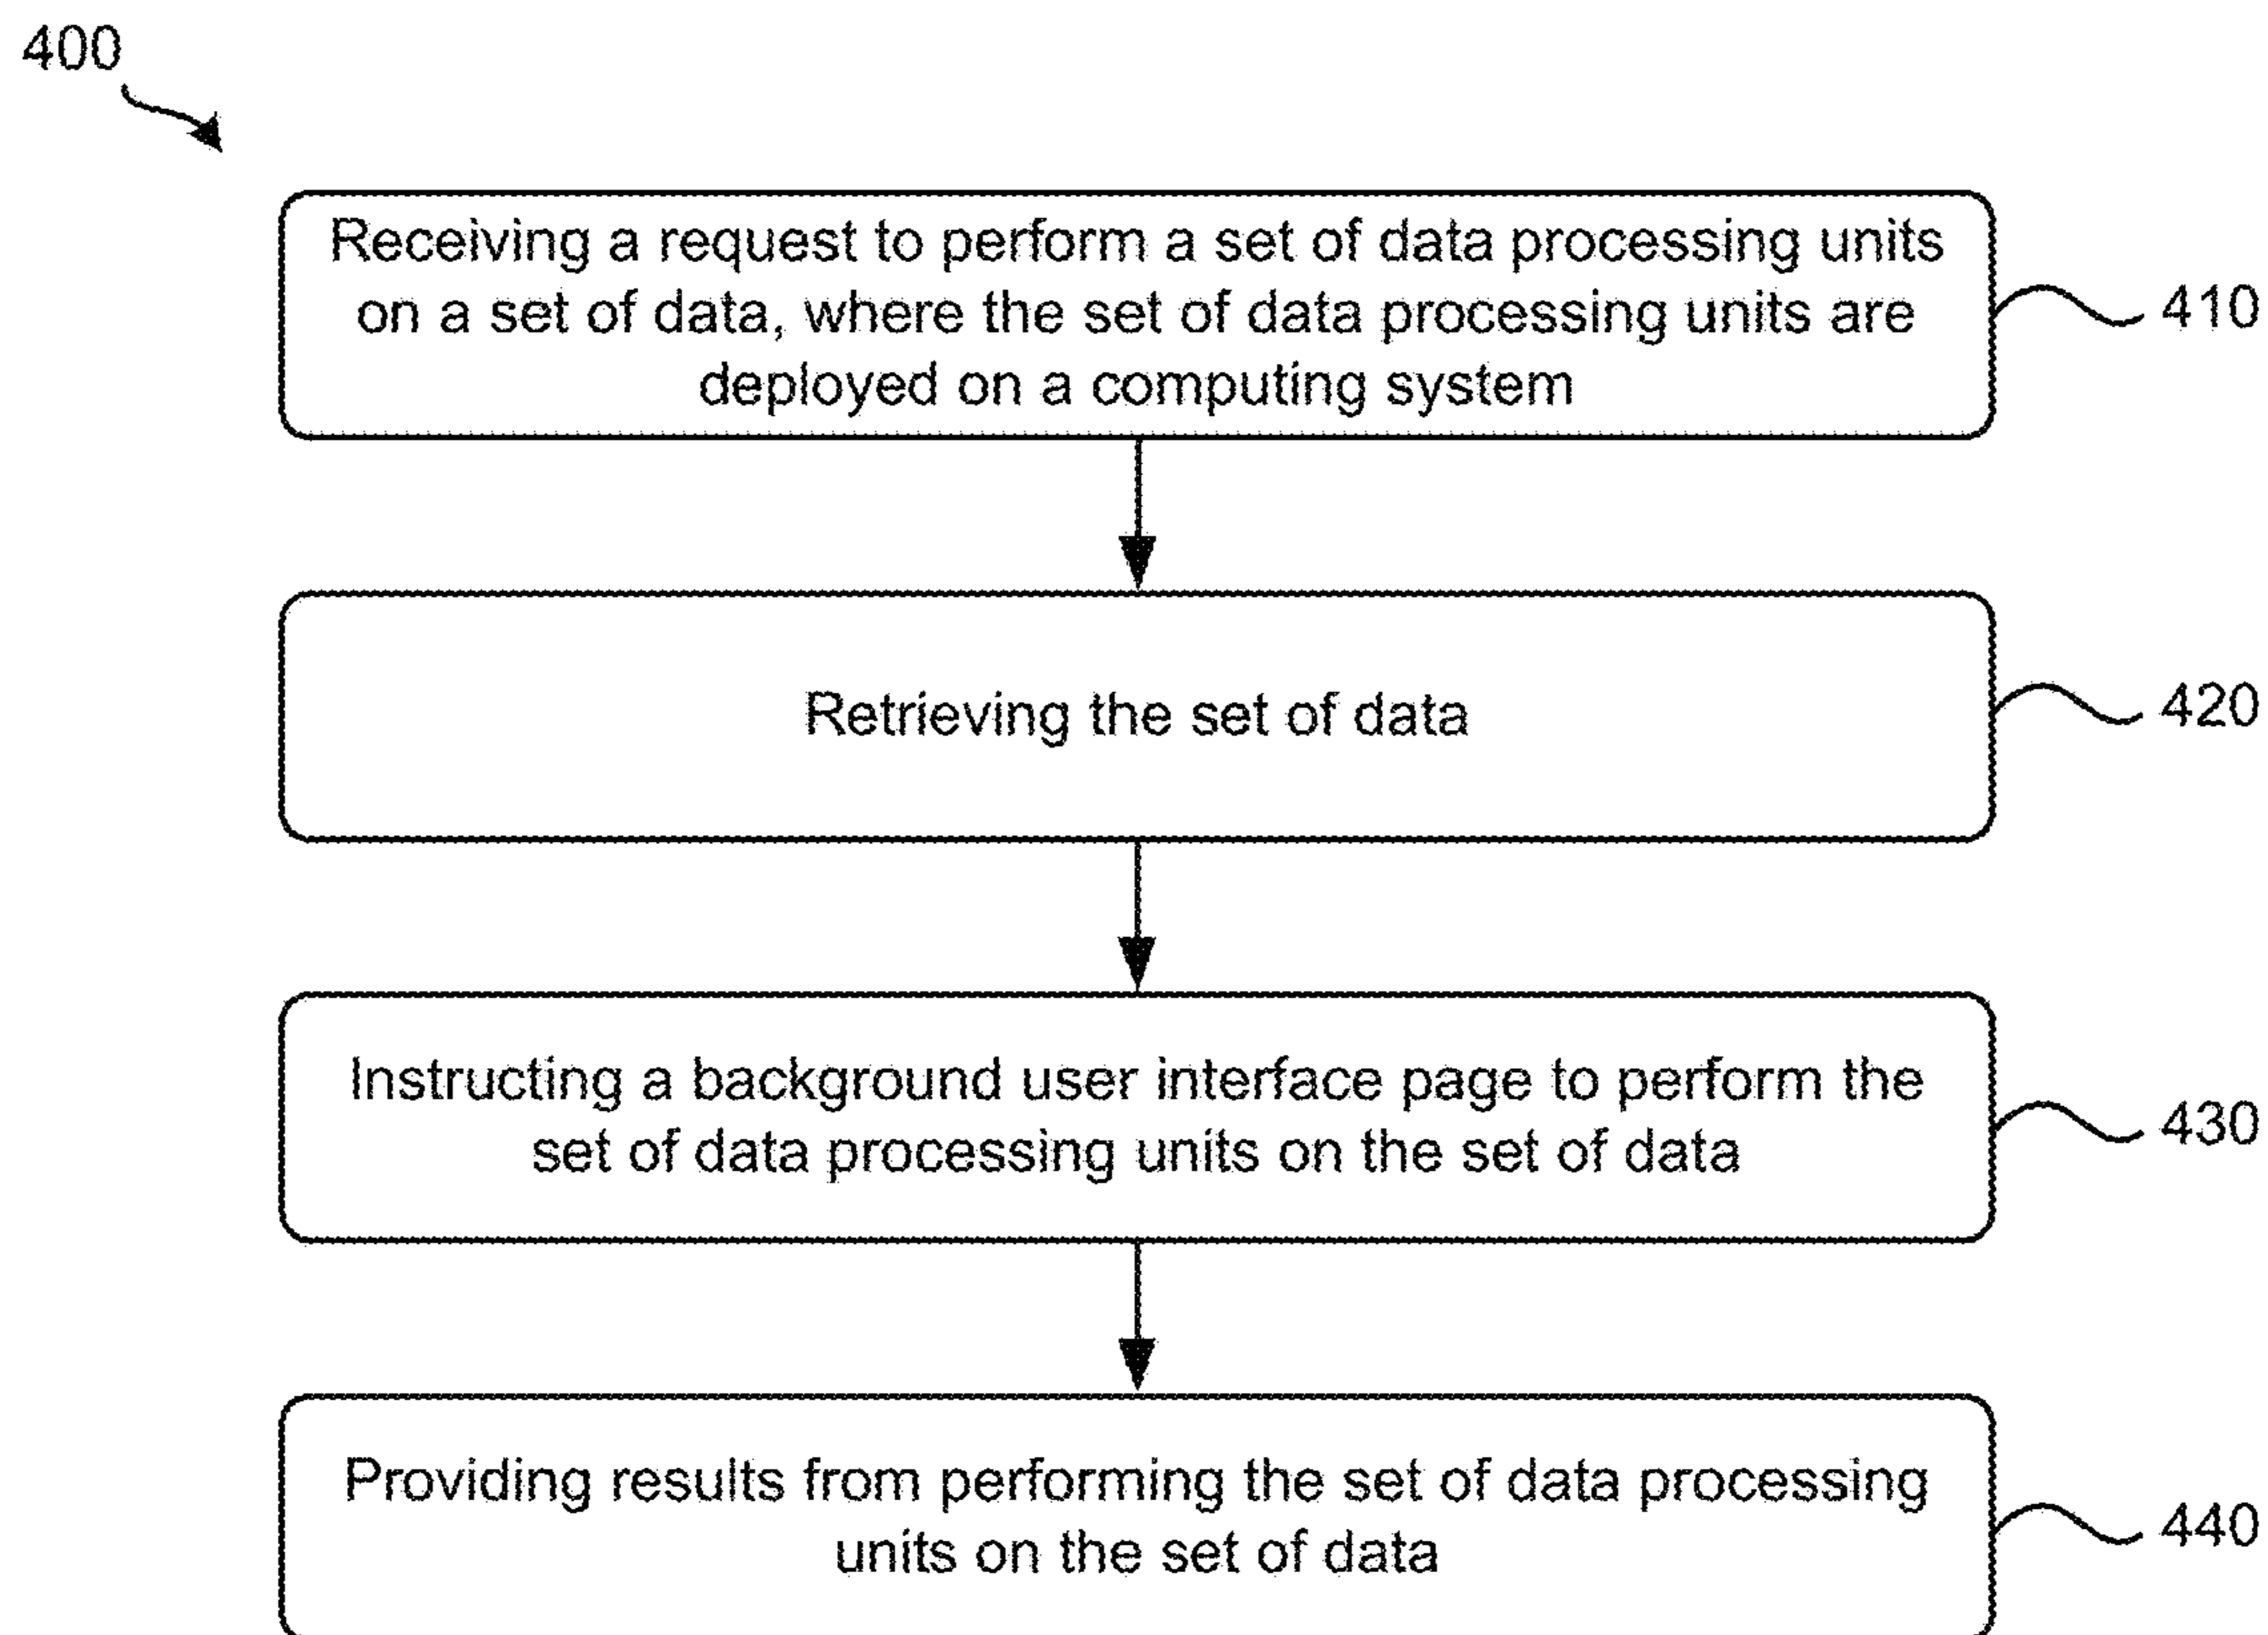 400
Receiving a request to perform a set of data processing units
on a set of data, where the set of data processing units are
deployed on a computing system
410
Retrieving the set of data
420
Instructing a background user interface page to perform the
set of data processing units on the set of data
430
Providing results from performing the set of data processing
units on the set of data
440